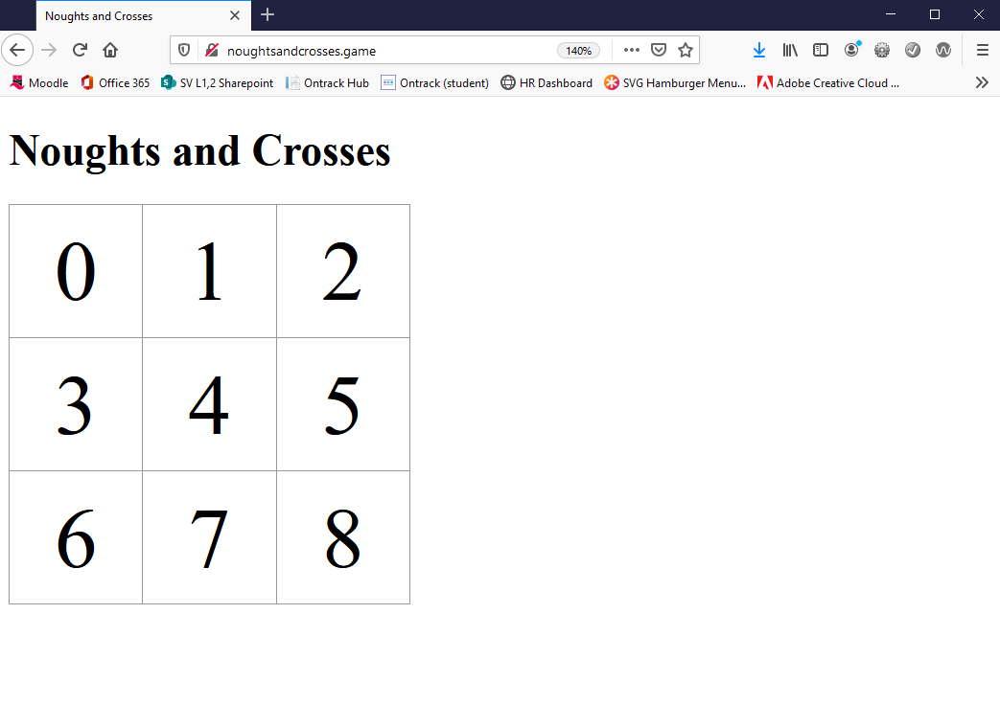 Noughts and Crosses
noughtsandcrosses.game 140%
Moodle Office 365 SV L1,2 Sharepoint Ontrack Hub Ontrack (student) HR Dashboard SVG Hamburger Menu... Adobe Creative Cloud ...
Noughts and Crosses
0 1 2
3 4 5
6 7 8